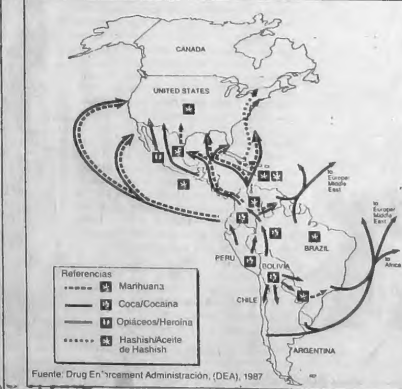 CANADA
UNITED STATES
to
Europe/
Middle
East
to
Europe/
Middle
East
BRAZIL
to
Africa
PERU
BOLIVIA
CHILE
ARGENTINA
Referencias
Marihuana
Coca/Cocaina
Opiáceos/Heroína
Hashish/Aceite
de Hashish
Fuente: Drug Enforcement Administración, (DEA), 1987